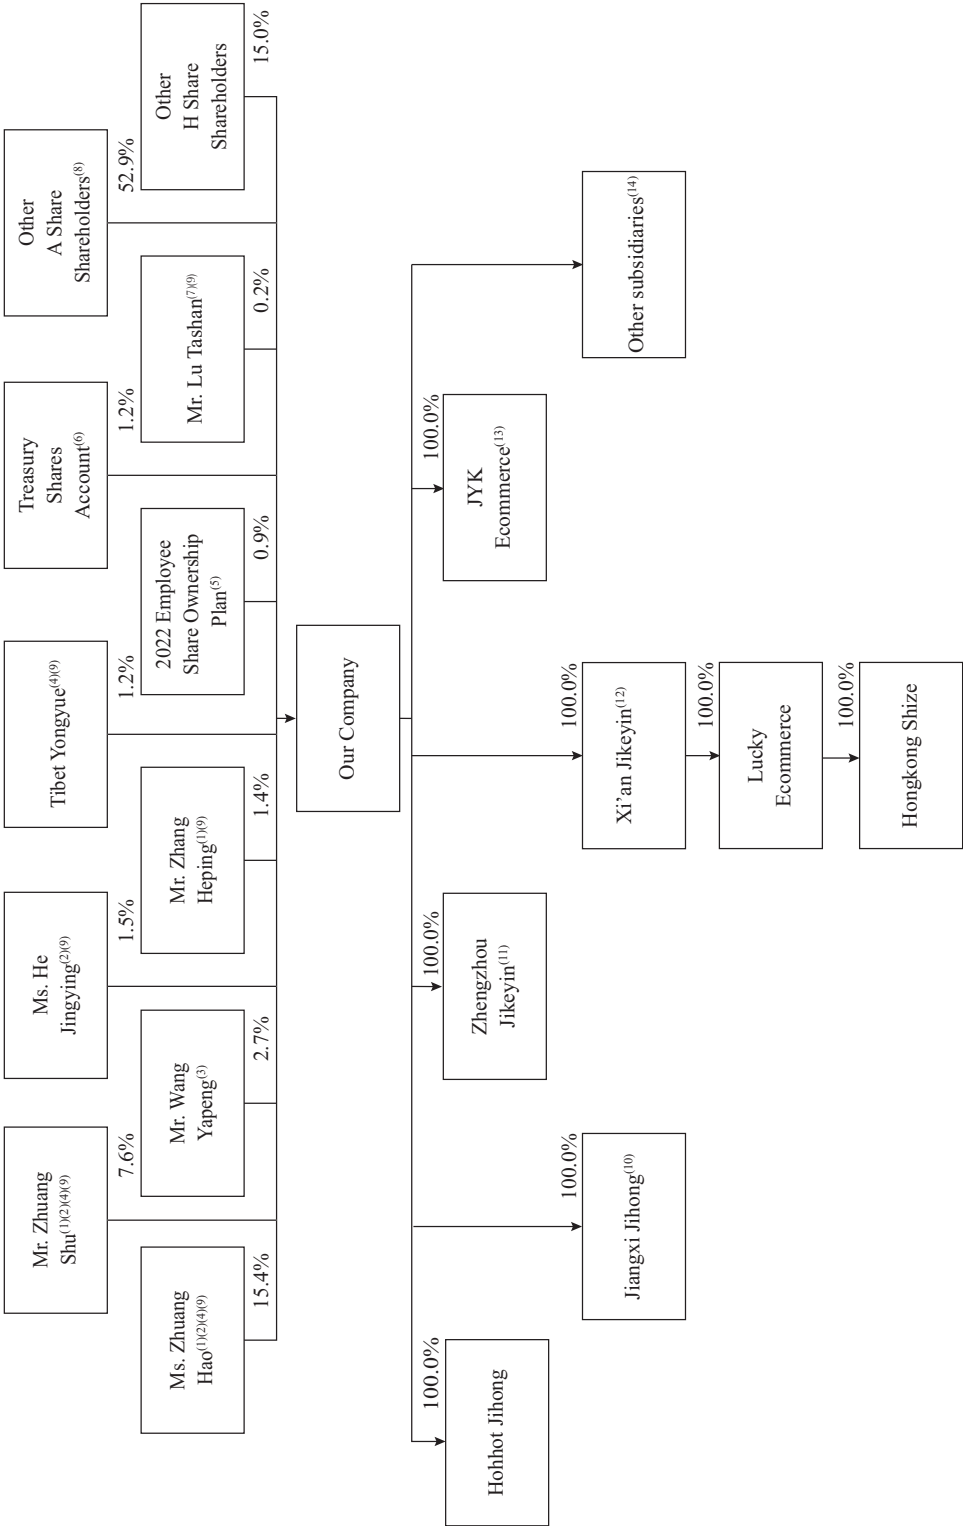 Mr. Zhuang
Shu(1)(2)(4)(9)
7.6%
Ms. He
Jingying(2)(9)
1.5%
Tibet Yongyue(4)(9)
1.2%
Treasury
Shares
Account(6)
1.2%
Other
A Share
Shareholders(8)
52.9%
Ms. Zhuang
Hao(1)(2)(4)(9)
15.4%
Mr. Wang
Yapeng(3)
2.7%
Mr. Zhang
Heping(1)(9)
1.4%
2022 Employee
Share Ownership
Plan(5)
0.9%
Mr. Lu Tashan(7)(9)
0.2%
Other
H Share
Shareholders
15.0%
Our Company
100.0%
Hohhot Jihong
100.0%
Zhengzhou
Jikeyin(11)
100.0%
JYK
Ecommerce(13)
100.0%
Jiangxi Jihong(10)
100.0%
Xi’an Jikeyin(12)
Other subsidiaries(14)
100.0%
Lucky
Ecommerce
100.0%
Hongkong Shize